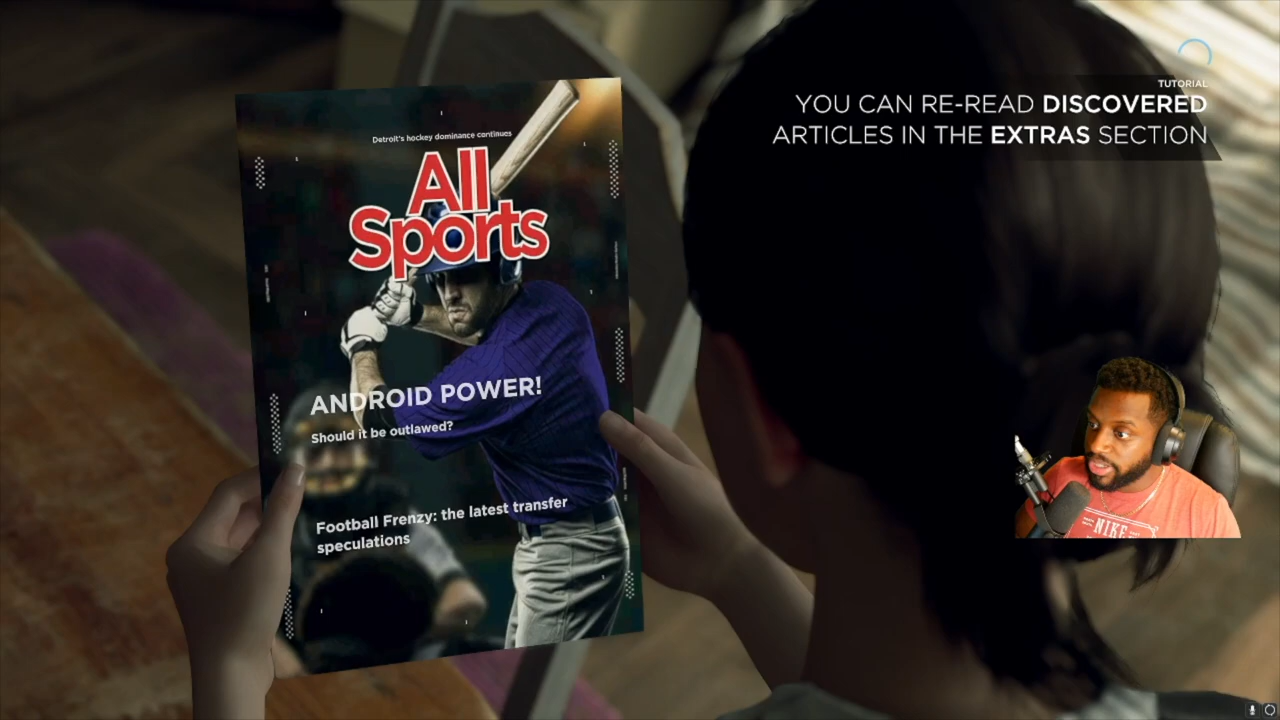 TUTORIAL
YOU CAN RE-READ DISCOVERED
ARTICLES IN THE EXTRAS SECTION
Detroit's hockey dominance continues
All
Sports
ANDROID POWER!
Should it be outlawed?
Football Frenzy: the latest transfer
speculations
NIKE